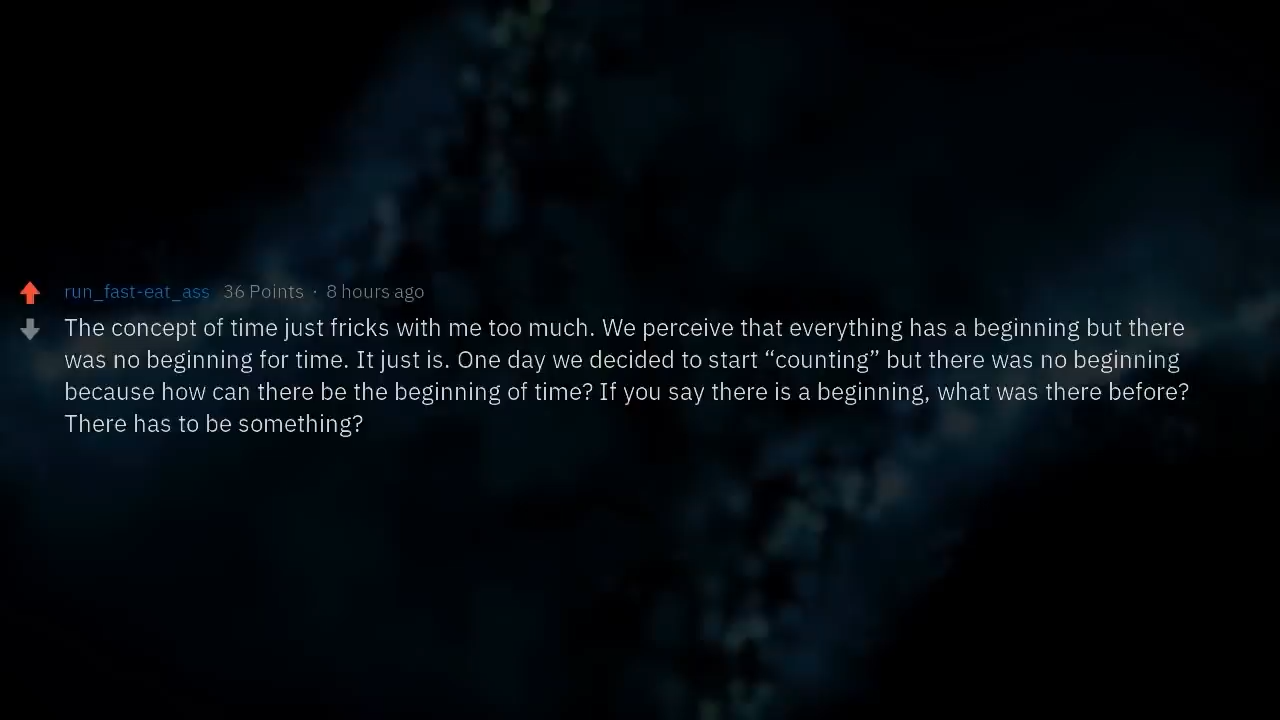 run_fast-eat_ass 36 Points · 8 hours ago
The concept of time just fricks with me too much. We perceive that everything has a beginning but there
was no beginning for time. It just is. One day we decided to start “counting” but there was no beginning
because how can there be the beginning of time? If you say there is a beginning, what was there before?
There has to be something?